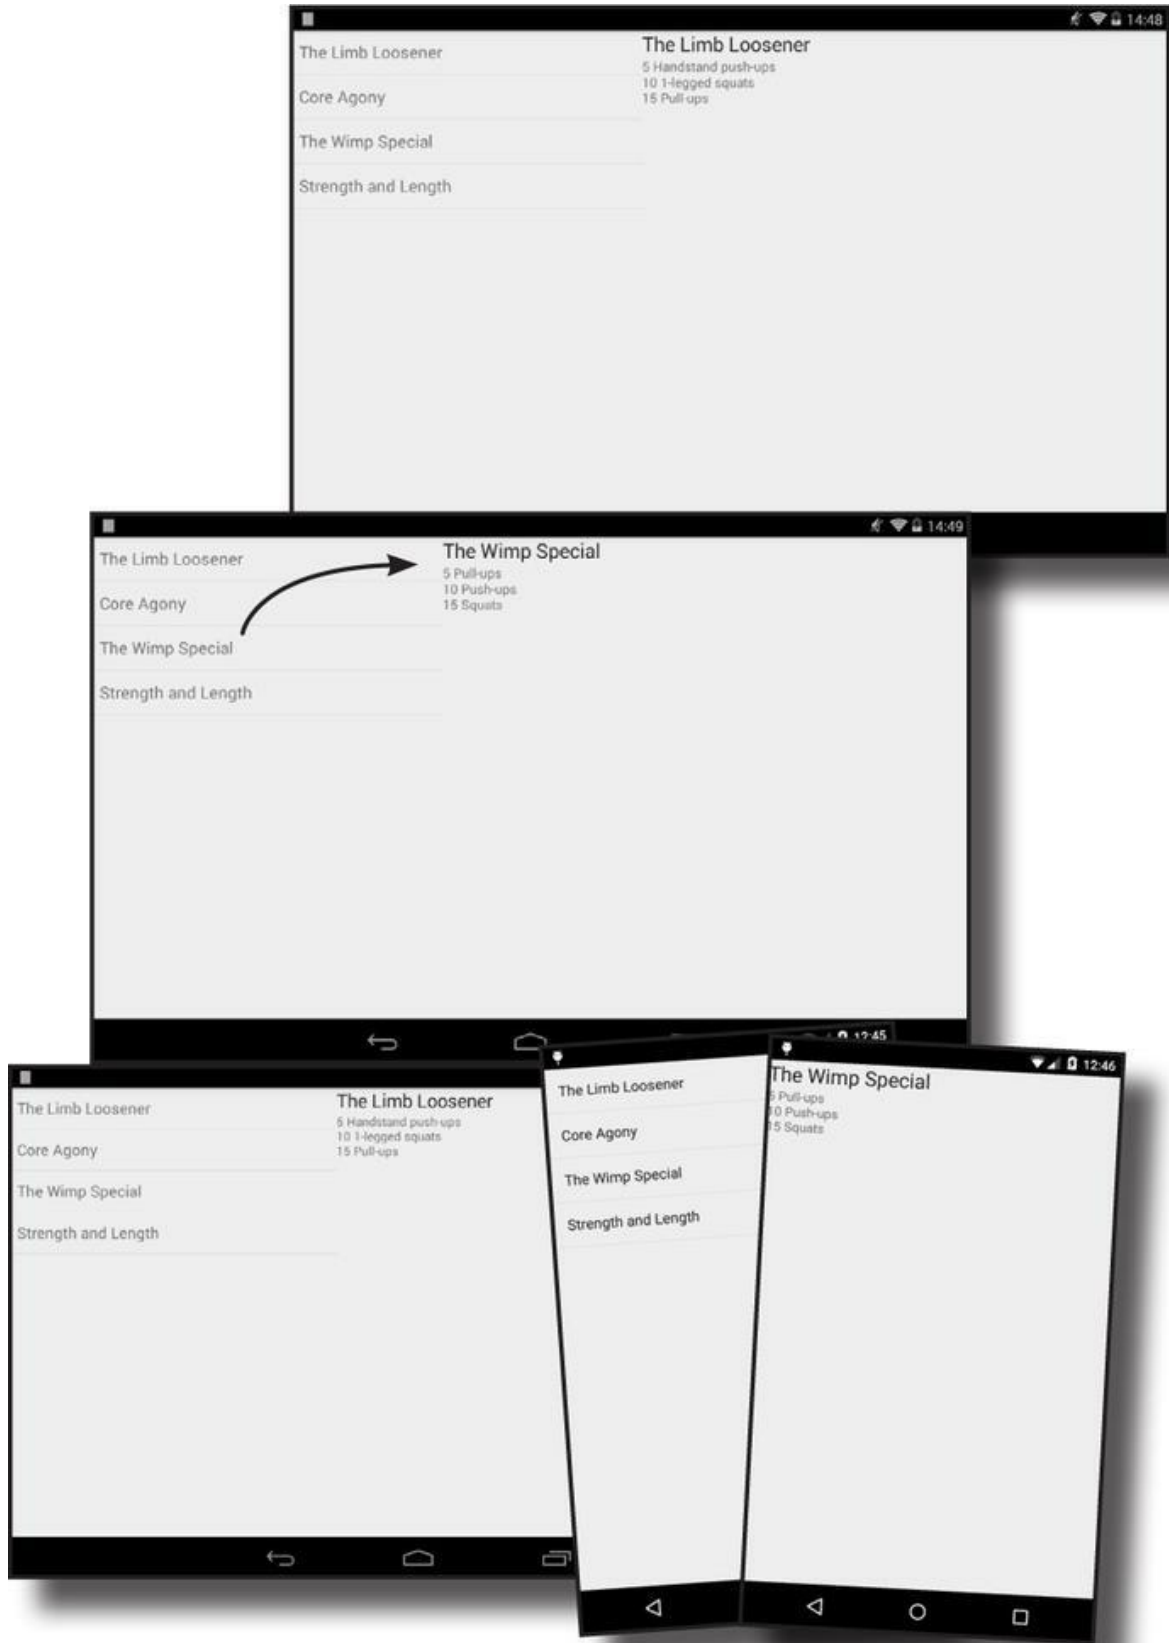 14:48
The Limb Loosener
Core Agony
The Wimp Special
Strength and Length
The Limb Loosener
5 Handstand push-ups
10 1-legged squats
15 Pull-ups
14:49
The Limb Loosener
Core Agony
The Wimp Special
Strength and Length
The Wimp Special
5 Pull-ups
10 Push-ups
15 Squats
The Limb Loosener
Core Agony
The Wimp Special
Strength and Length
The Limb Loosener
5 Handstand push-ups
10 1-legged squats
15 Pull-ups
12:45
The Limb Loosener
Core Agony
The Wimp Special
Strength and Length
12:46
The Wimp Special
5 Pull-ups
10 Push-ups
15 Squats